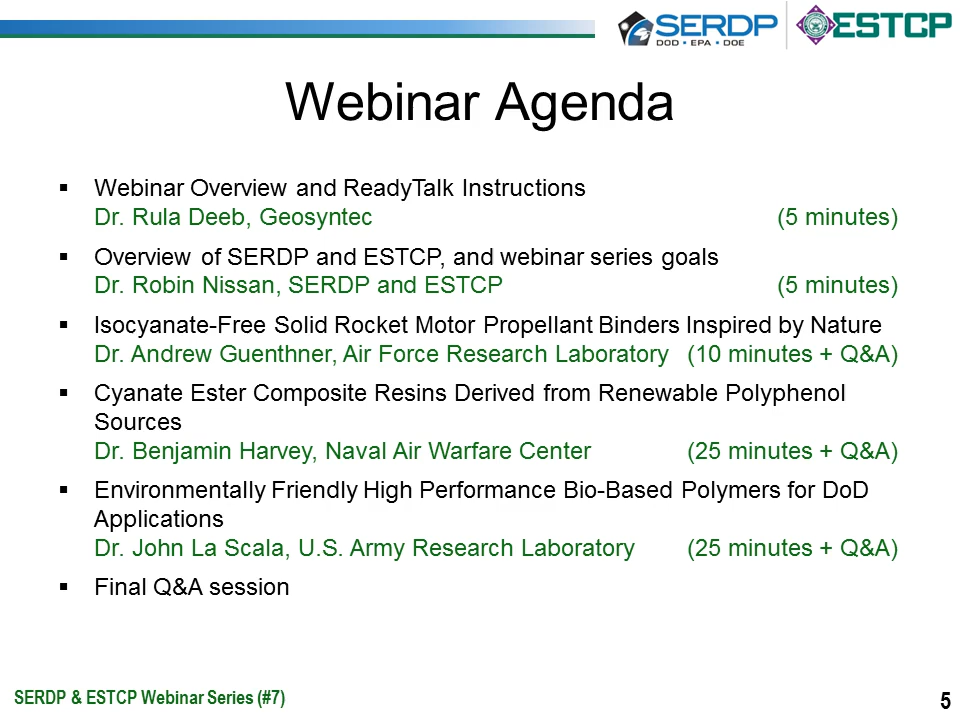 SERDP
DOD • EPA • DOE
ESTCP
Webinar Agenda
▪ Webinar Overview and ReadyTalk Instructions
Dr. Rula Deeb, Geosyntec (5 minutes)
▪ Overview of SERDP and ESTCP, and webinar series goals
Dr. Robin Nissan, SERDP and ESTCP (5 minutes)
▪ Isocyanate-Free Solid Rocket Motor Propellant Binders Inspired by Nature
Dr. Andrew Guenthner, Air Force Research Laboratory (10 minutes + Q&A)
▪ Cyanate Ester Composite Resins Derived from Renewable Polyphenol
Sources
Dr. Benjamin Harvey, Naval Air Warfare Center (25 minutes + Q&A)
▪ Environmentally Friendly High Performance Bio-Based Polymers for DoD
Applications
Dr. John La Scala, U.S. Army Research Laboratory (25 minutes + Q&A)
▪ Final Q&A session
SERDP & ESTCP Webinar Series (#7)
5